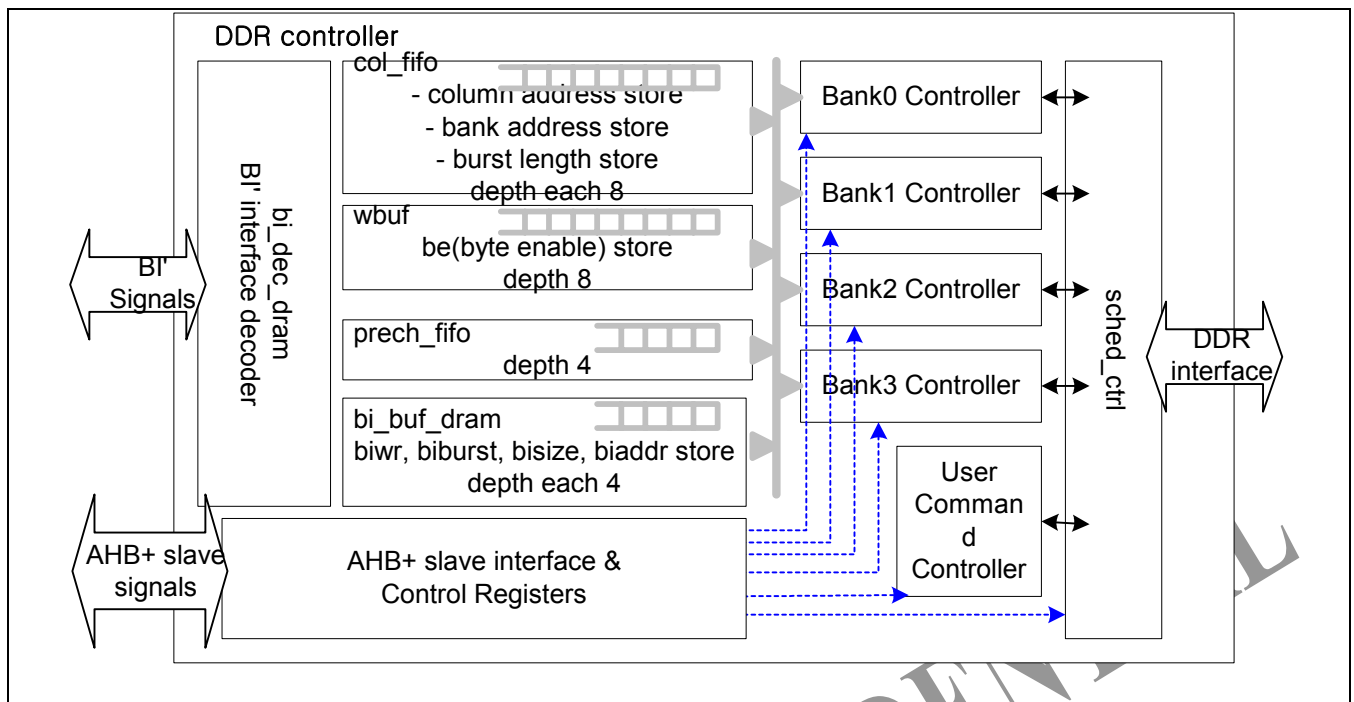 DDR controller
col_fifo
- column address store
- bank address store
- burst length store
depth each 8
wbuf
be(byte enable) store
depth 8
prech_fifo
depth 4
bi_buf_dram
biwr, biburst, bisize, biaddr store
depth each 4
bi_dec_dram
BI' interface decoder
BI'
Signals
AHB+ slave
signals
AHB+ slave interface &
Control Registers
Bank0 Controller
Bank1 Controller
Bank2 Controller
Bank3 Controller
User
Comman
d
Controller
sched_ctrl
DDR
interface